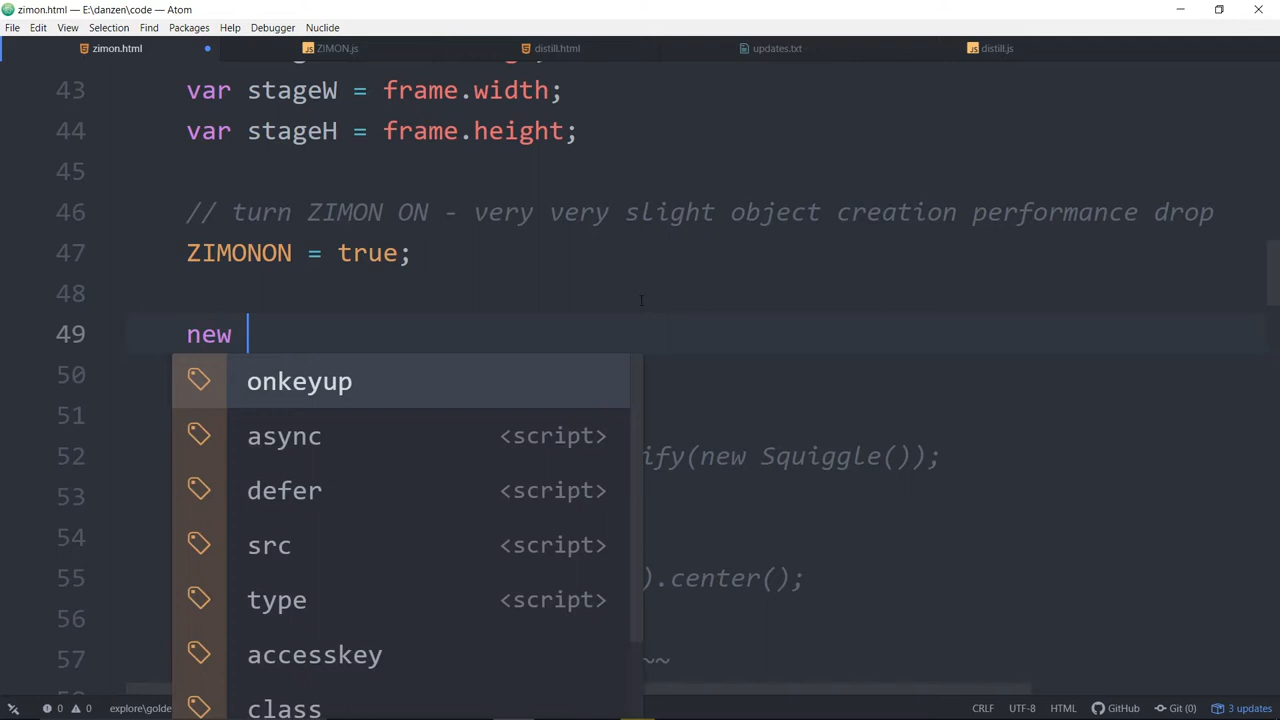 zimon.html — E:\danzen\code — Atom
File Edit View Selection Find Packages Help Debugger Nuclide
zimon.html ZIMON.js distill.html updates.txt distill.js
43 var stageW = frame.width;
44 var stageH = frame.height;
45
46 // turn ZIMON ON - very very slight object creation performance drop
47 ZIMONON = true;
48
49 new
50 onkeyup
51 async <script>
52 ify(new Squiggle());
53 defer <script>
54 src <script>
55 ).center();
56 type <script>
57 accesskey ~~
class
0 0 explore\golde CRLF UTF-8 HTML GitHub Git (0) 3 updates